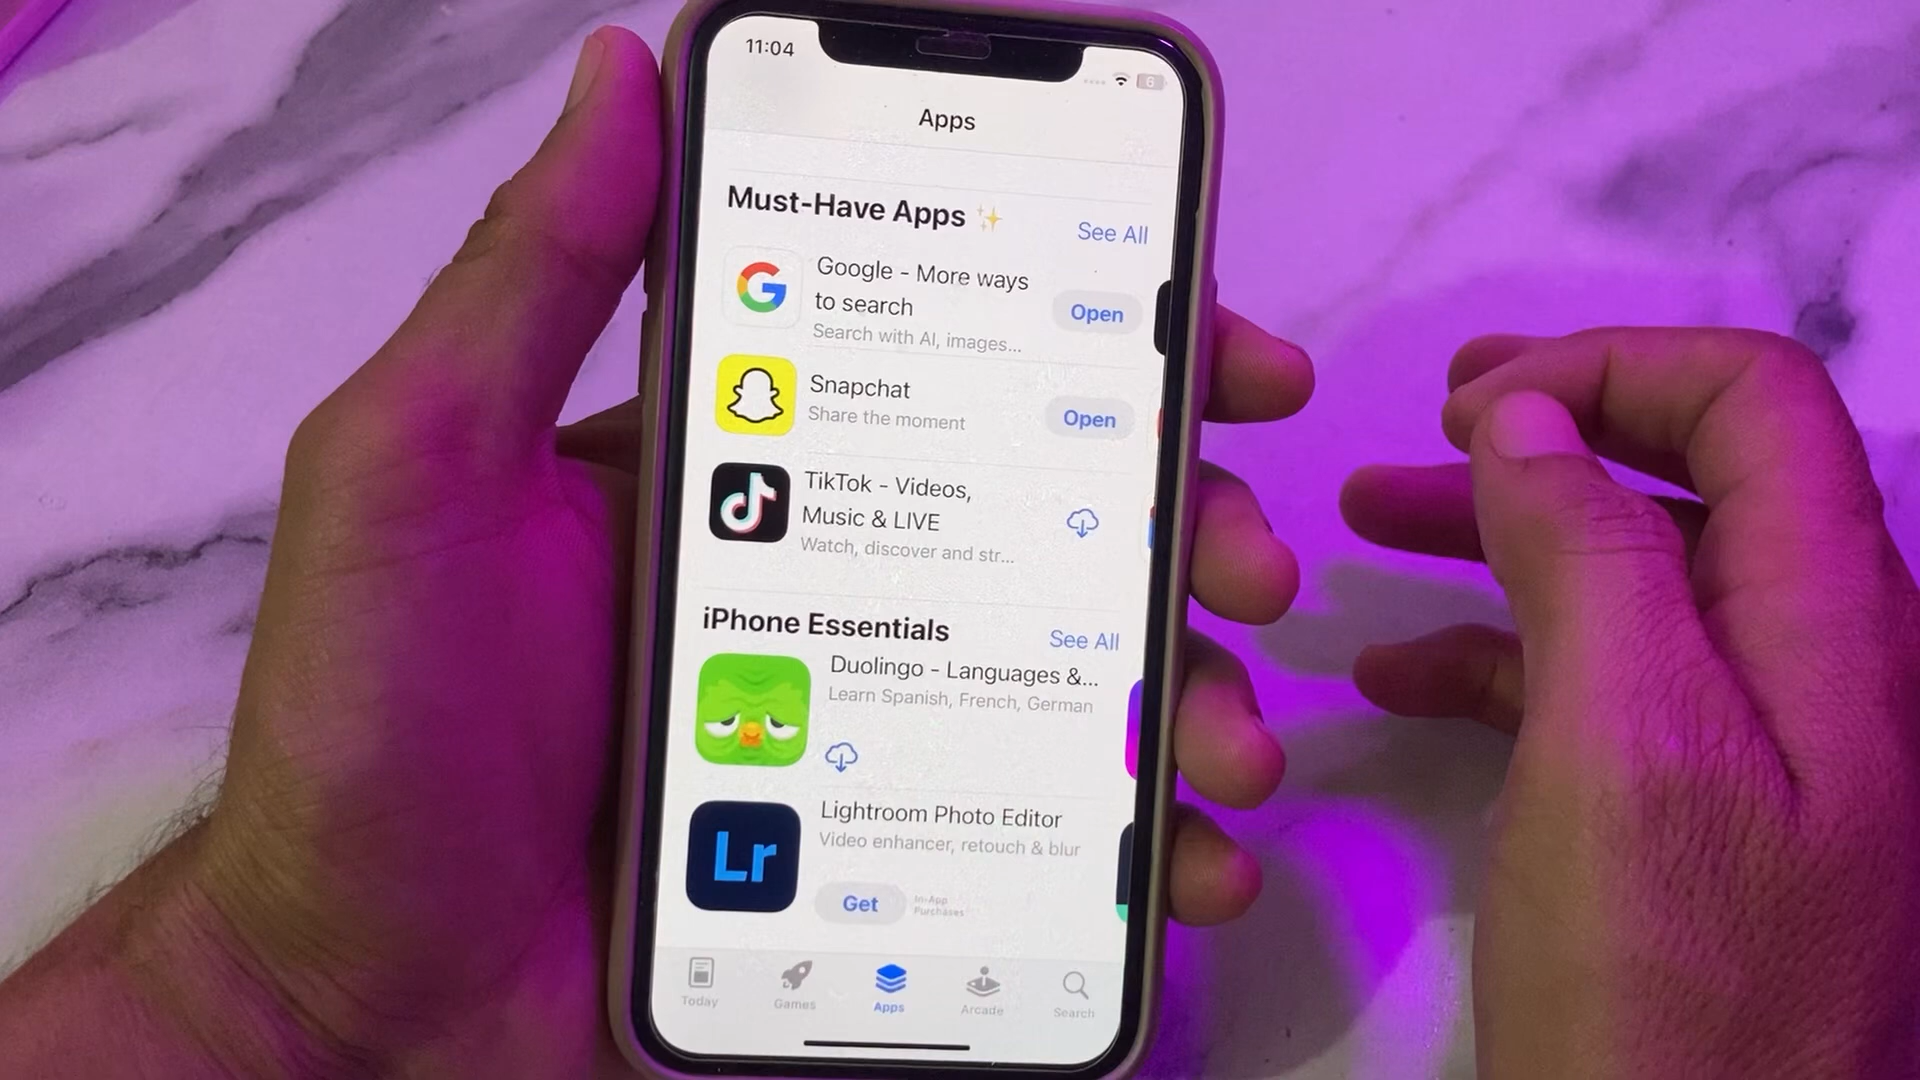 11:04
6
Apps
Must-Have Apps ✨
See All
Google - More ways
to search
Search with AI, images...
Open
Snapchat
Share the moment
Open
TikTok - Videos,
Music & LIVE
Watch, discover and str...
iPhone Essentials
See All
Duolingo - Languages &...
Learn Spanish, French, German
Lr
Lightroom Photo Editor
Video enhancer, retouch & blur
Get
In-App
Purchases
Today
Games
Apps
Arcade
Search